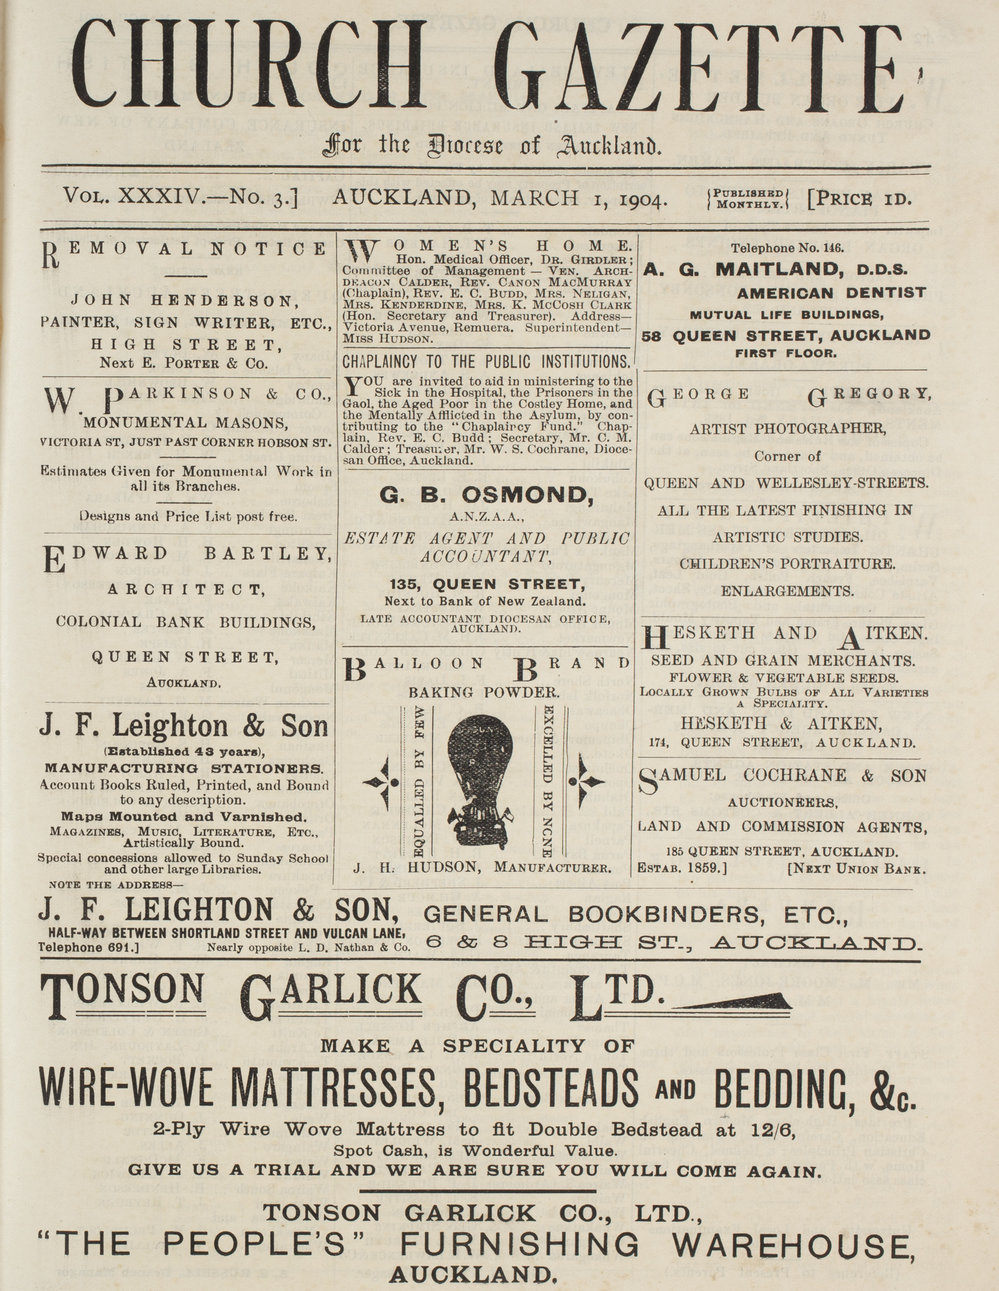 CHURCH GAZETTE
For the Diocese of Auckland.
VOL. XXXIV.—NO. 3.] AUCKLAND, MARCH 1, 1904. {PUBLISHED MONTHLY.{ [PRICE 1D.
REMOVAL NOTICE
JOHN HENDERSON,
PAINTER, SIGN WRITER, ETC.,
HIGH STREET,
Next E. PORTER & Co.
W. PARKINSON & CO.,
MONUMENTAL MASONS,
VICTORIA ST, JUST PAST CORNER HOBSON ST.
Estimates Given for Monumental Work in
all its Branches.
Designs and Price List post free.
EDWARD BARTLEY,
ARCHITECT,
COLONIAL BANK BUILDINGS,
QUEEN STREET,
AUCKLAND.
J. F. Leighton & Son
(Established 43 years),
MANUFACTURING STATIONERS.
Account Books Ruled, Printed, and Bound
to any description.
Maps Mounted and Varnished.
MAGAZINES, MUSIC, LITERATURE, ETC.,
Artistically Bound.
Special concessions allowed to Sunday School
and other large Libraries.
NOTE THE ADDRESS—
WOMEN'S HOME.
Hon. Medical Officer, DR. GIRDLER;
Committee of Management — VEN. ARCH-
DEACON CALDER, REV. CANON MACMURRAY
(Chaplain), REV. E. C. BUDD, MRS. NELIGAN,
MRS. KENDERDINE, MRS. K. MCCOSH CLARK
(Hon. Secretary and Treasurer). Address—
Victoria Avenue, Remuera. Superintendent—
MISS HUDSON.
CHAPLAINCY TO THE PUBLIC INSTITUTIONS.
YOU are invited to aid in ministering to the
Sick in the Hospital, the Prisoners in the
Gaol, the Aged Poor in the Costley Home, and
the Mentally Afflicted in the Asylum, by con-
tributing to the "Chaplaincy Fund." Chap-
lain, Rev. E. C. Budd; Secretary, Mr. C. M.
Calder; Treasurer, Mr. W. S. Cochrane, Dioce-
san Office, Auckland.
G. B. OSMOND,
A.N.Z.A.A.,
ESTATE AGENT AND PUBLIC
ACCOUNTANT,
135, QUEEN STREET,
Next to Bank of New Zealand.
LATE ACCOUNTANT DIOCESAN OFFICE,
AUCKLAND.
BALLOON BRAND
BAKING POWDER.
EQUALLED BY FEW
EXCELLED BY NONE
J. H. HUDSON, MANUFACTURER.
Telephone No. 146.
A. G. MAITLAND, D.D.S.
AMERICAN DENTIST
MUTUAL LIFE BUILDINGS,
58 QUEEN STREET, AUCKLAND
FIRST FLOOR.
GEORGE GREGORY,
ARTIST PHOTOGRAPHER,
Corner of
QUEEN AND WELLESLEY-STREETS.
ALL THE LATEST FINISHING IN
ARTISTIC STUDIES.
CHILDREN'S PORTRAITURE.
ENLARGEMENTS.
HESKETH AND AITKEN.
SEED AND GRAIN MERCHANTS.
FLOWER & VEGETABLE SEEDS.
LOCALLY GROWN BULBS OF ALL VARIETIES
A SPECIALITY.
HESKETH & AITKEN,
174, QUEEN STREET, AUCKLAND.
SAMUEL COCHRANE & SON
AUCTIONEERS,
LAND AND COMMISSION AGENTS,
185 QUEEN STREET, AUCKLAND.
ESTAB. 1859.] [NEXT UNION BANK.
J. F. LEIGHTON & SON, GENERAL BOOKBINDERS, ETC.,
HALF-WAY BETWEEN SHORTLAND STREET AND VULCAN LANE,
Telephone 691.] Nearly opposite L. D. Nathan & Co. 6 & 8 HIGH ST., AUCKLAND.
TONSON GARLICK CO., LTD.
MAKE A SPECIALITY OF
WIRE-WOVE MATTRESSES, BEDSTEADS AND BEDDING, &c.
2-Ply Wire Wove Mattress to fit Double Bedstead at 12/6,
Spot Cash, is Wonderful Value.
GIVE US A TRIAL AND WE ARE SURE YOU WILL COME AGAIN.
TONSON GARLICK CO., LTD.,
"THE PEOPLE'S" FURNISHING WAREHOUSE,
AUCKLAND.